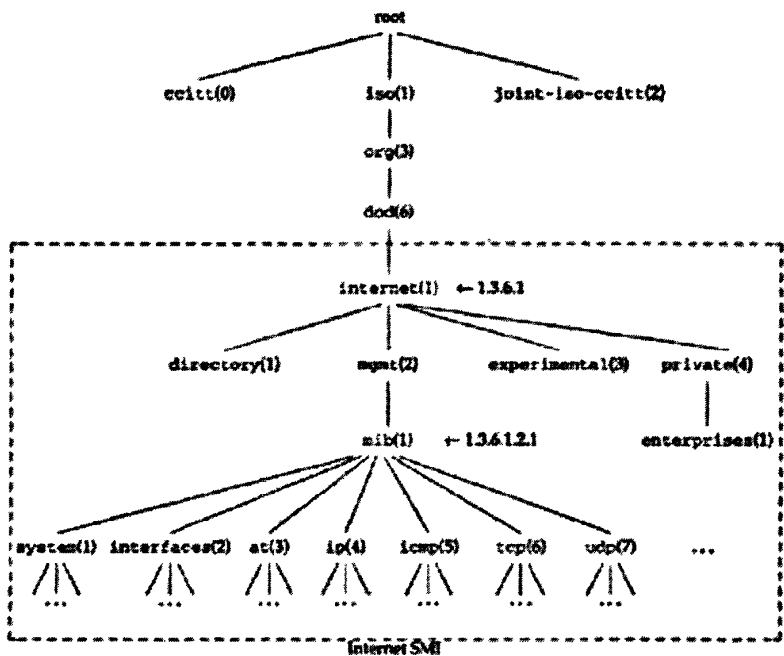 root
ccitt(0) iso(1) joint-iso-ccitt(2)
org(3)
dod(6)
internet(1) ← 1.3.6.1
directory(1) mgmt(2) experimental(3) private(4)
mib(1) ← 1.3.6.1.2.1 enterprises(1)
system(1) interfaces(2) at(3) ip(4) icmp(5) tcp(6) udp(7) ...
... ... ... ... ... ... ...
Internet SMI